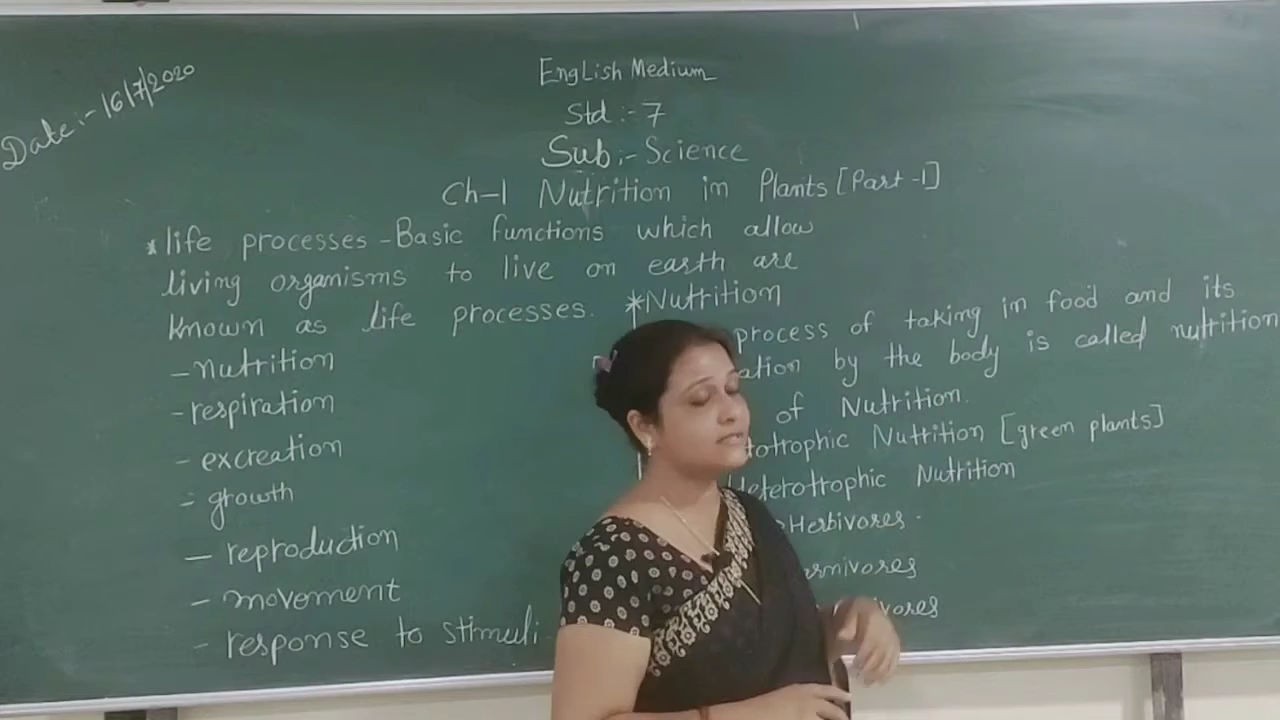 Date:- 16/7/2020
English Medium
Std :- 7
Sub :- Science
Ch-1 Nutrition in Plants [Part-1]
* life processes - Basic functions which allow
living organisms to live on earth are
known as life processes.
- nutrition
- respiration
- excreation
- growth
- reproduction
- movement
- response to stimuli
* Nutrition
process of taking in food and its
ation by the body is called nutrition
of Nutrition.
totrophic Nutrition [green plants]
Heterotrophic Nutrition
Herbivores
arnivores
ivores